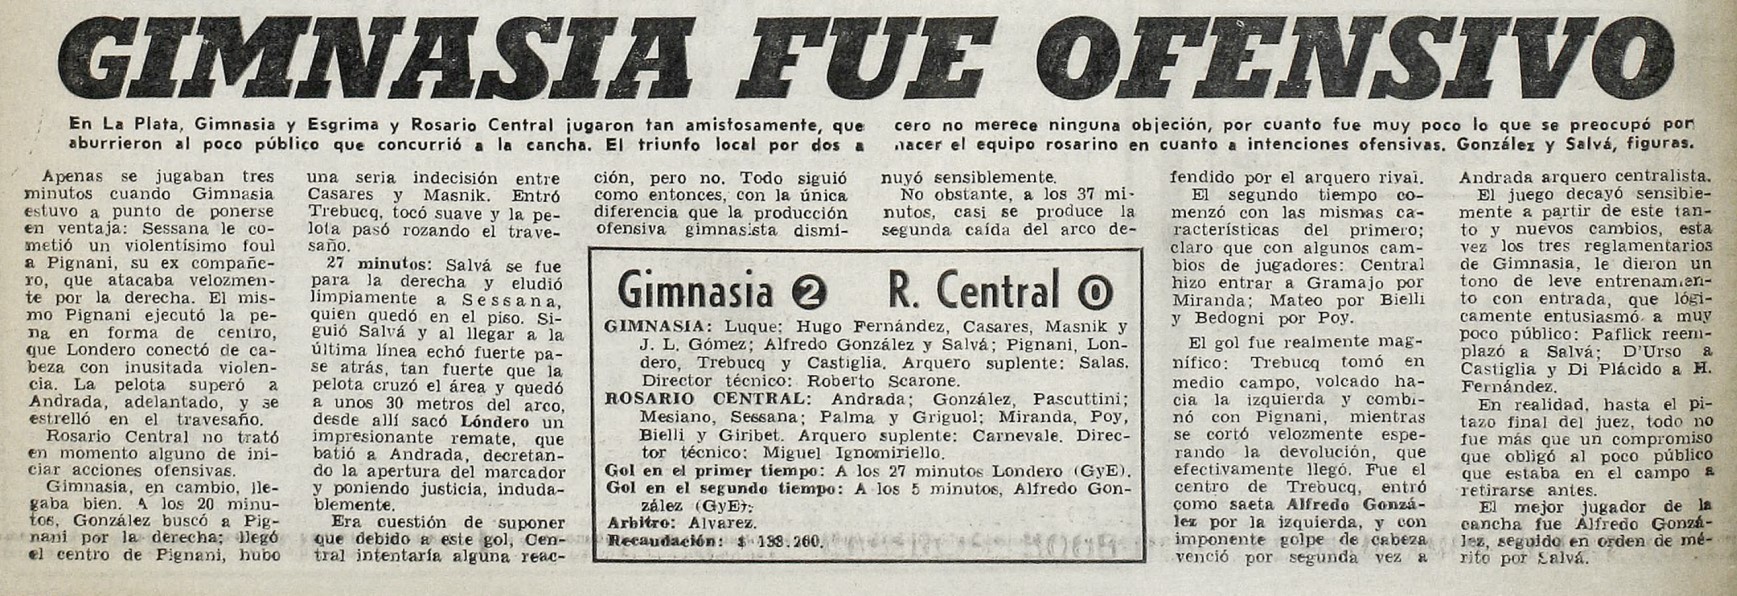 GIMNASIA FUE OFENSIVO
En La Plata, Gimnasia y Esgrima y Rosario Central jugaron tan amistosamente, que
aburrieron al poco público que concurrió a la cancha. El triunfo local por dos a
cero no merece ninguna objeción, por cuanto fue muy poco lo que se preocupó por
hacer el equipo rosarino en cuanto a intenciones ofensivas. González y Salvá, figuras.
Apenas se jugaban tres
minutos cuando Gimnasia
estuvo a punto de ponerse
en ventaja: Sessana le co-
metió un violentísimo foul
a Pignani, su ex compañe-
ro, que atacaba velozmen-
te por la derecha. El mis-
mo Pignani ejecutó la pe-
na en forma de centro,
que Londero conectó de ca-
beza con inusitada violen-
cia. La pelota superó a
Andrada, adelantado, y se
estrelló en el travesaño.
Rosario Central no trató
en momento alguno de ini-
ciar acciones ofensivas.
Gimnasia, en cambio, lle-
gaba bien. A los 20 minu-
tos, González buscó a Pig-
nani por la derecha; llegó
el centro de Pignani, hubo
una seria indecisión entre
Casares y Masnik. Entró
Trebucq, tocó suave y la pe-
lota pasó rozando el trave-
saño.
27 minutos: Salvá se fue
para la derecha y eludió
limpiamente a Sessana,
quien quedó en el piso. Si-
guió Salvá y al llegar a la
última línea echó fuerte pa-
se atrás, tan fuerte que la
pelota cruzó el área y quedó
a unos 30 metros del arco,
desde allí sacó Lóndero un
impresionante remate, que
batió a Andrada, decretan-
do la apertura del marcador
y poniendo justicia, induda-
blemente.
Era cuestión de suponer
que debido a este gol, Cen-
tral intentaría alguna reac-
ción, pero no. Todo siguió
como entonces, con la única
diferencia que la producción
ofensiva gimnasista dismi-
nuyó sensiblemente.
No obstante, a los 37 mi-
nutos, casi se produce la
segunda caída del arco de-
Gimnasia 2 R. Central 0
GIMNASIA: Luque; Hugo Fernández, Casares, Masnik y
J. L. Gómez; Alfredo González y Salvá; Pignani, Lon-
dero, Trebucq y Castiglia. Arquero suplente: Salas.
Director técnico: Roberto Scarone.
ROSARIO CENTRAL: Andrada; González, Pascuttini;
Mesiano, Sessana; Palma y Griguol; Miranda, Poy,
Bielli y Giribet. Arquero suplente: Carnevale. Direc-
tor técnico: Miguel Ignomiriello.
Gol en el primer tiempo: A los 27 minutos Londero (GyE).
Gol en el segundo tiempo: A los 5 minutos, Alfredo Gon-
zález (GyE).
Arbitro: Alvarez.
Recaudación: $ 133.260.
fendido por el arquero rival.
El segundo tiempo co-
menzó con las mismas ca-
racterísticas del primero;
claro que con algunos cam-
bios de jugadores: Central
hizo entrar a Gramajo por
Miranda; Mateo por Bielli
y Bedogni por Poy.
El gol fue realmente mag-
nífico: Trebucq tomó en
medio campo, volcado ha-
cia la izquierda y combi-
nó con Pignani, mientras
se cortó velozmente espe-
rando la devolución, que
efectivamente llegó. Fue el
centro de Trebucq, entró
como saeta Alfredo Gonzá-
lez por la izquierda, y con
imponente golpe de cabeza
venció por segunda vez a
Andrada arquero centralista.
El juego decayó sensible-
mente a partir de este tan-
to y nuevos cambios, esta
vez los tres reglamentarios
de Gimnasia, le dieron un
tono de leve entrenamien-
to con entrada, que lógi-
camente entusiasmó a muy
poco público: Paflick reem-
plazó a Salvá; D'Urso a
Castiglia y Di Plácido a H.
Fernández.
En realidad, hasta el pi-
tazo final del juez, todo no
fue más que un compromiso
que obligó al poco público
que estaba en el campo a
retirarse antes.
El mejor jugador de la
cancha fue Alfredo Gonzá-
lez, seguido en orden de mé-
rito por Salvá.